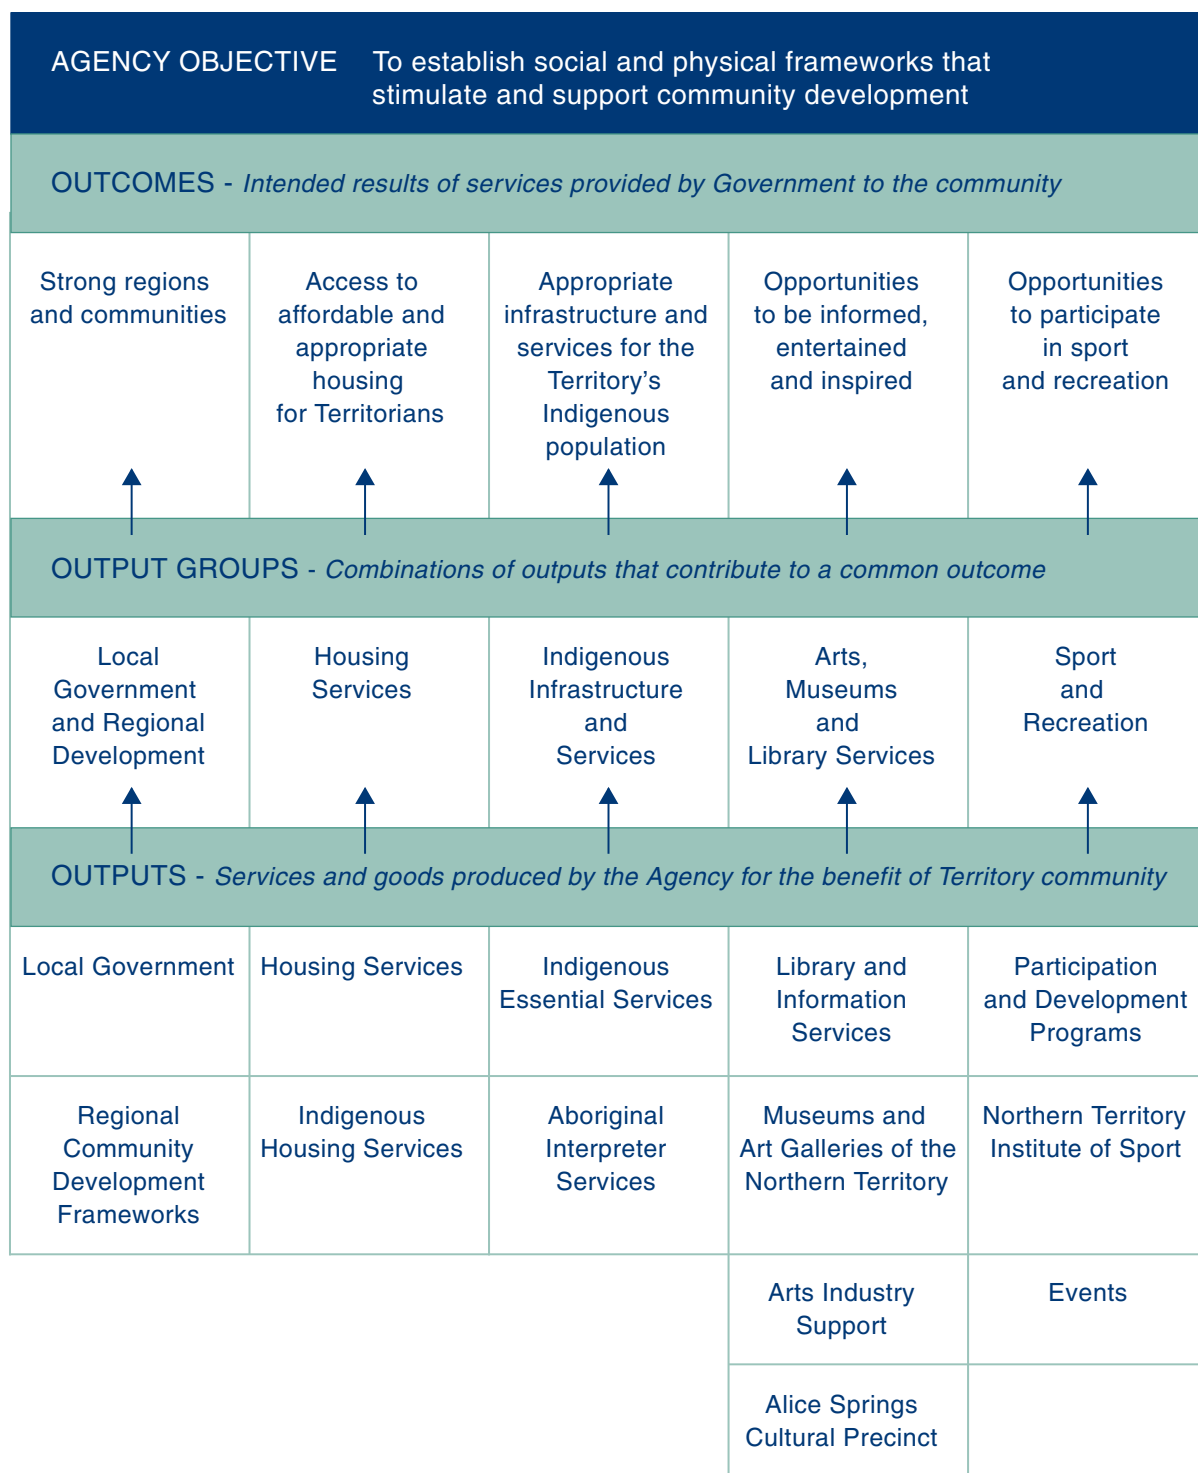 AGENCY OBJECTIVE To establish social and physical frameworks that
stimulate and support community development
OUTCOMES - Intended results of services provided by Government to the community
Strong regions
and communities
Access to
affordable and
appropriate
housing
for Territorians
Appropriate
infrastructure and
services for the
Territory’s
Indigenous
population
Opportunities
to be informed,
entertained
and inspired
Opportunities
to participate
in sport
and recreation
OUTPUT GROUPS - Combinations of outputs that contribute to a common outcome
Local
Government
and Regional
Development
Housing
Services
Indigenous
Infrastructure
and
Services
Arts,
Museums
and
Library Services
Sport
and
Recreation
OUTPUTS - Services and goods produced by the Agency for the benefit of Territory community
Local Government
Housing Services
Indigenous
Essential Services
Library and
Information
Services
Participation
and Development
Programs
Regional
Community
Development
Frameworks
Indigenous
Housing Services
Aboriginal
Interpreter
Services
Museums and
Art Galleries of the
Northern Territory
Northern Territory
Institute of Sport
Arts Industry
Support
Events
Alice Springs
Cultural Precinct